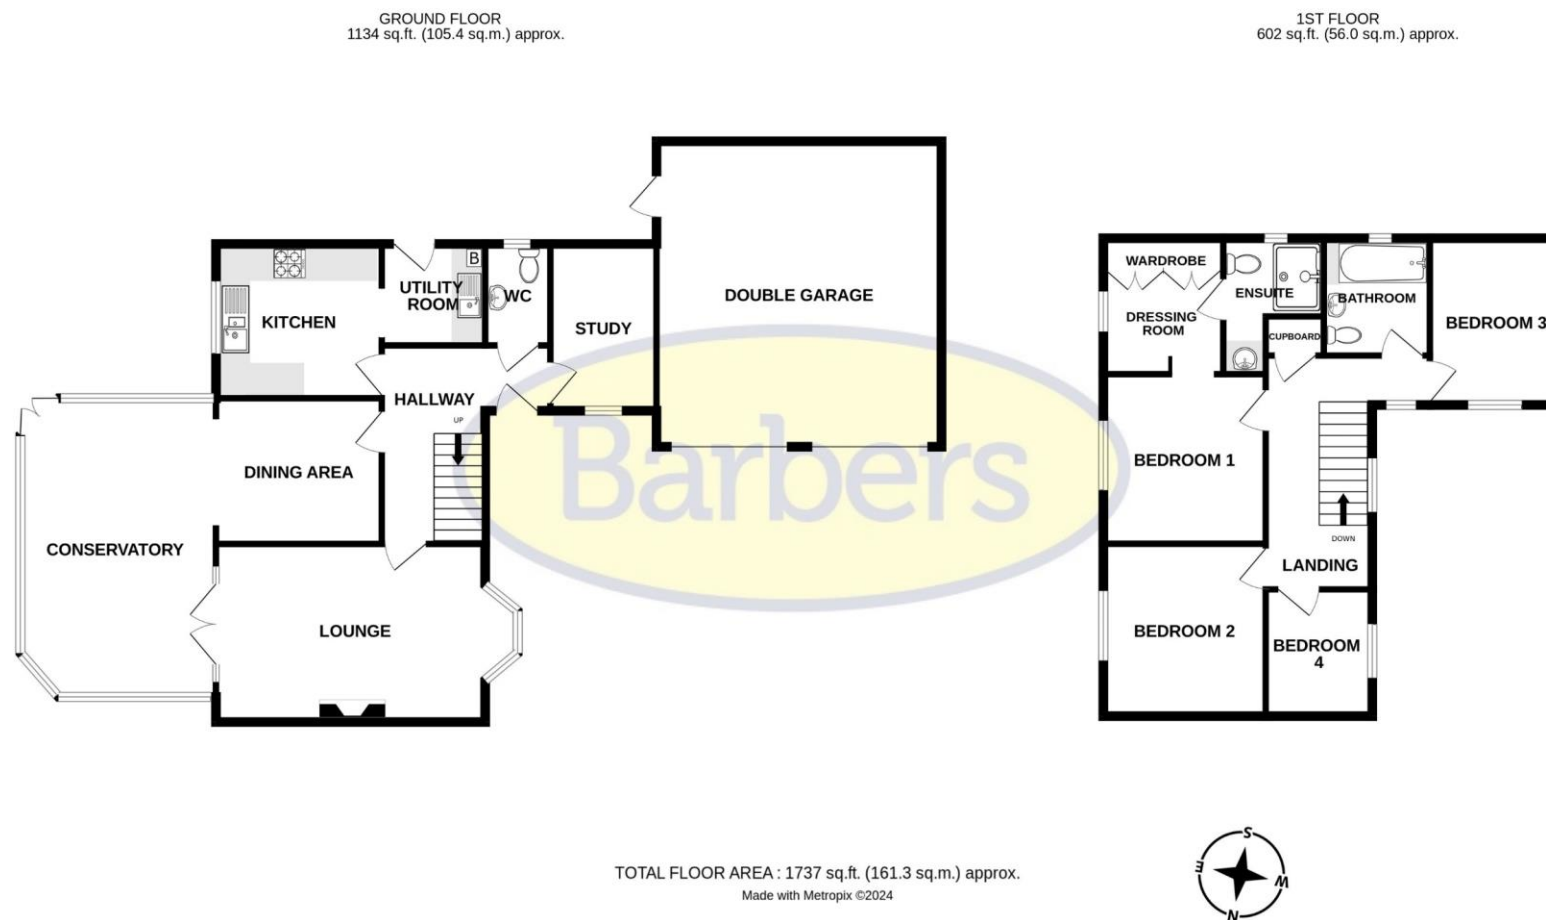 GROUND FLOOR
1134 sq.ft. (105.4 sq.m.) approx.
1ST FLOOR
602 sq.ft. (56.0 sq.m.) approx.
B
UTILITY
ROOM
WC
KITCHEN
STUDY
DOUBLE GARAGE
HALLWAY
UP
DINING AREA
CONSERVATORY
LOUNGE
Barbers
WARDROBE
ENSUITE
BATHROOM
DRESSING
ROOM
CUPBOARD
BEDROOM 3
BEDROOM 1
DOWN
LANDING
BEDROOM 2
BEDROOM
4
TOTAL FLOOR AREA : 1737 sq.ft. (161.3 sq.m.) approx.
Made with Metropix ©2024
S
E
W
N